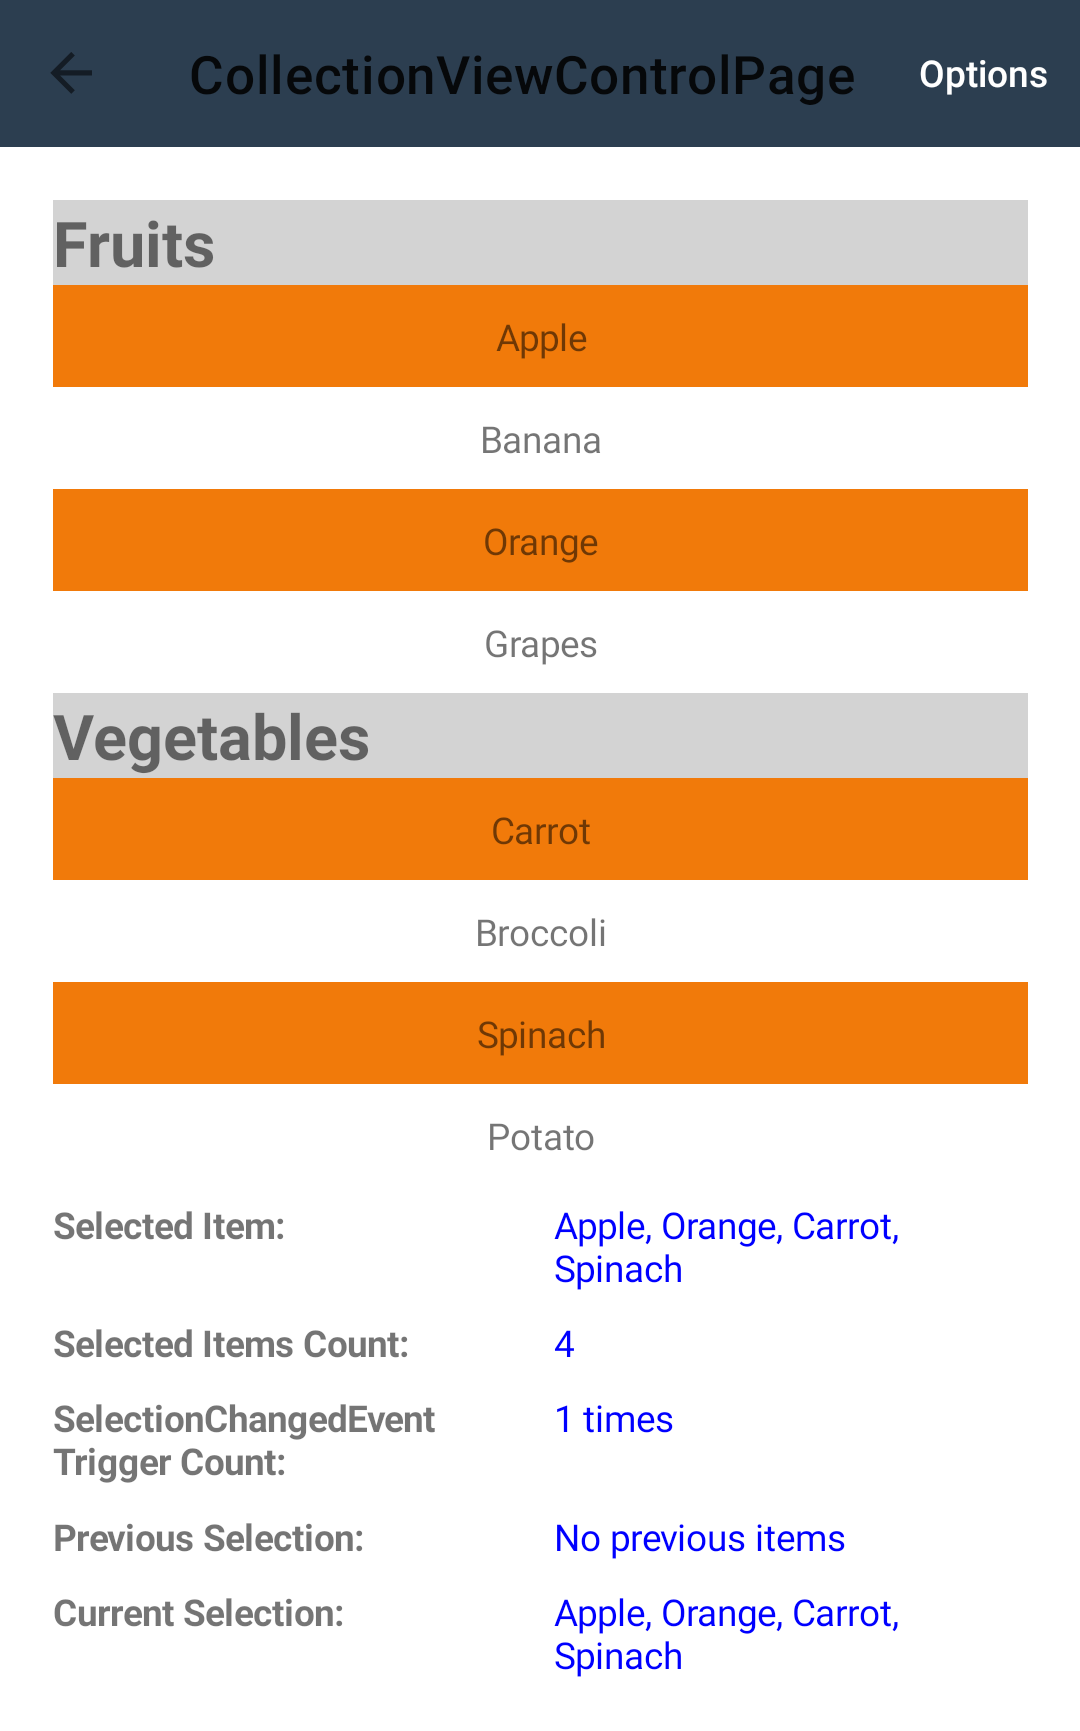 CollectionViewControlPage Options
Fruits
Apple
Banana
Orange
Grapes
Vegetables
Carrot
Broccoli
Spinach
Potato
Selected Item: Apple, Orange, Carrot,
Spinach
Selected Items Count: 4
SelectionChangedEvent 1 times
Trigger Count:
Previous Selection: No previous items
Current Selection: Apple, Orange, Carrot,
Spinach